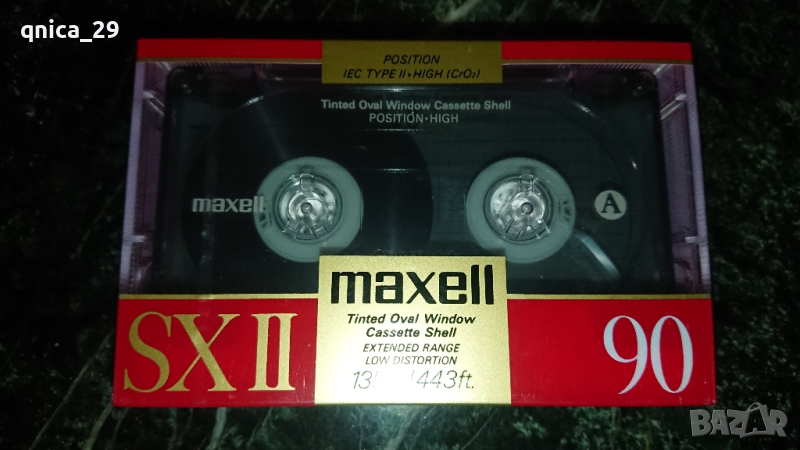 qnica_29
POSITION
IEC TYPE II • HIGH (CrO₂)
Tinted Oval Window Cassette Shell
POSITION • HIGH
maxell
A
maxell
Tinted Oval Window
Cassette Shell
EXTENDED RANGE
LOW DISTORTION
443ft.
SX II
90
BAZAR